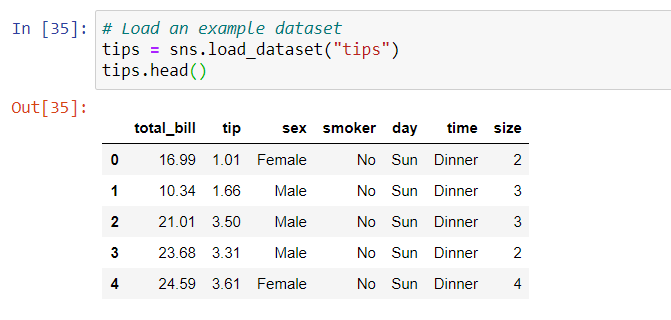 In [35]: # Load an example dataset
tips = sns.load_dataset("tips")
tips.head()
Out[35]:
total_bill tip sex smoker day time size
0 16.99 1.01 Female No Sun Dinner 2
1 10.34 1.66 Male No Sun Dinner 3
2 21.01 3.50 Male No Sun Dinner 3
3 23.68 3.31 Male No Sun Dinner 2
4 24.59 3.61 Female No Sun Dinner 4